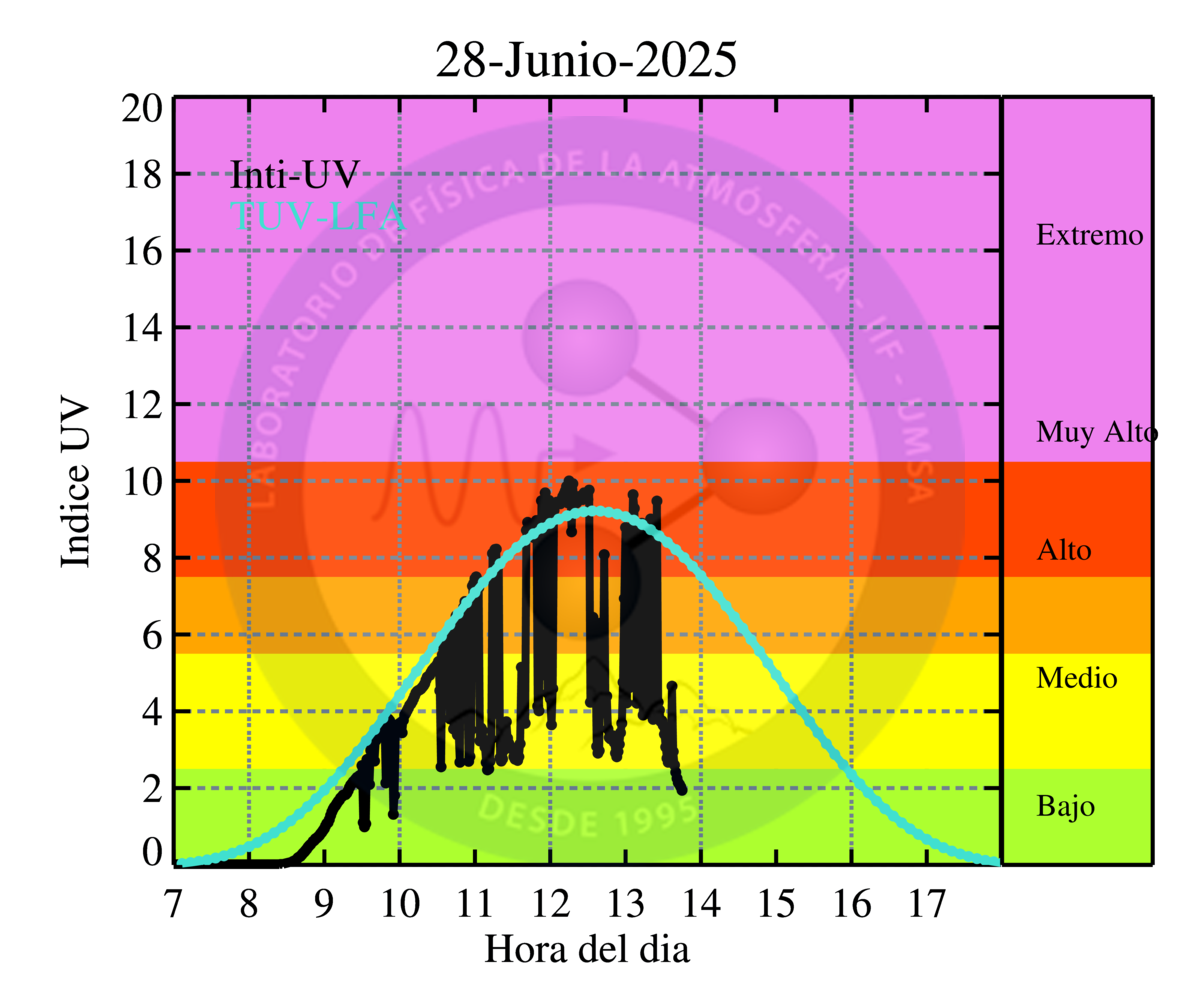 28-Junio-2025
20
18
16
14
12
10
8
6
4
2
0
Indice UV
Inti-UV
TUV-LFA
LABORATORIO DE FÍSICA DE LA ATMÓSFERA - IIF - UMSA
DESDE 1995
Extremo
Muy Alto
Alto
Medio
Bajo
7 8 9 10 11 12 13 14 15 16 17
Hora del dia